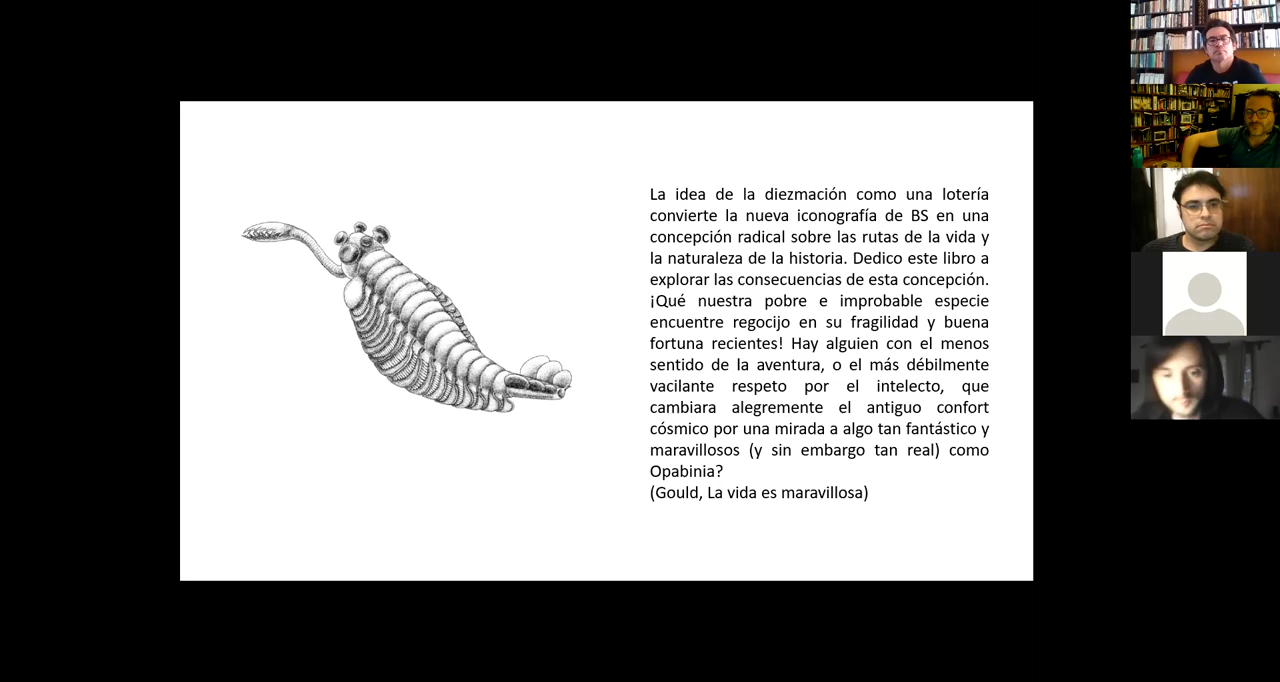 La idea de la diezmación como una lotería
convierte la nueva iconografía de BS en una
concepción radical sobre las rutas de la vida y
la naturaleza de la historia. Dedico este libro a
explorar las consecuencias de esta concepción.
¡Qué nuestra pobre e improbable especie
encuentre regocijo en su fragilidad y buena
fortuna recientes! Hay alguien con el menos
sentido de la aventura, o el más débilmente
vacilante respeto por el intelecto, que
cambiara alegremente el antiguo confort
cósmico por una mirada a algo tan fantástico y
maravillosos (y sin embargo tan real) como
Opabinia?
(Gould, La vida es maravillosa)